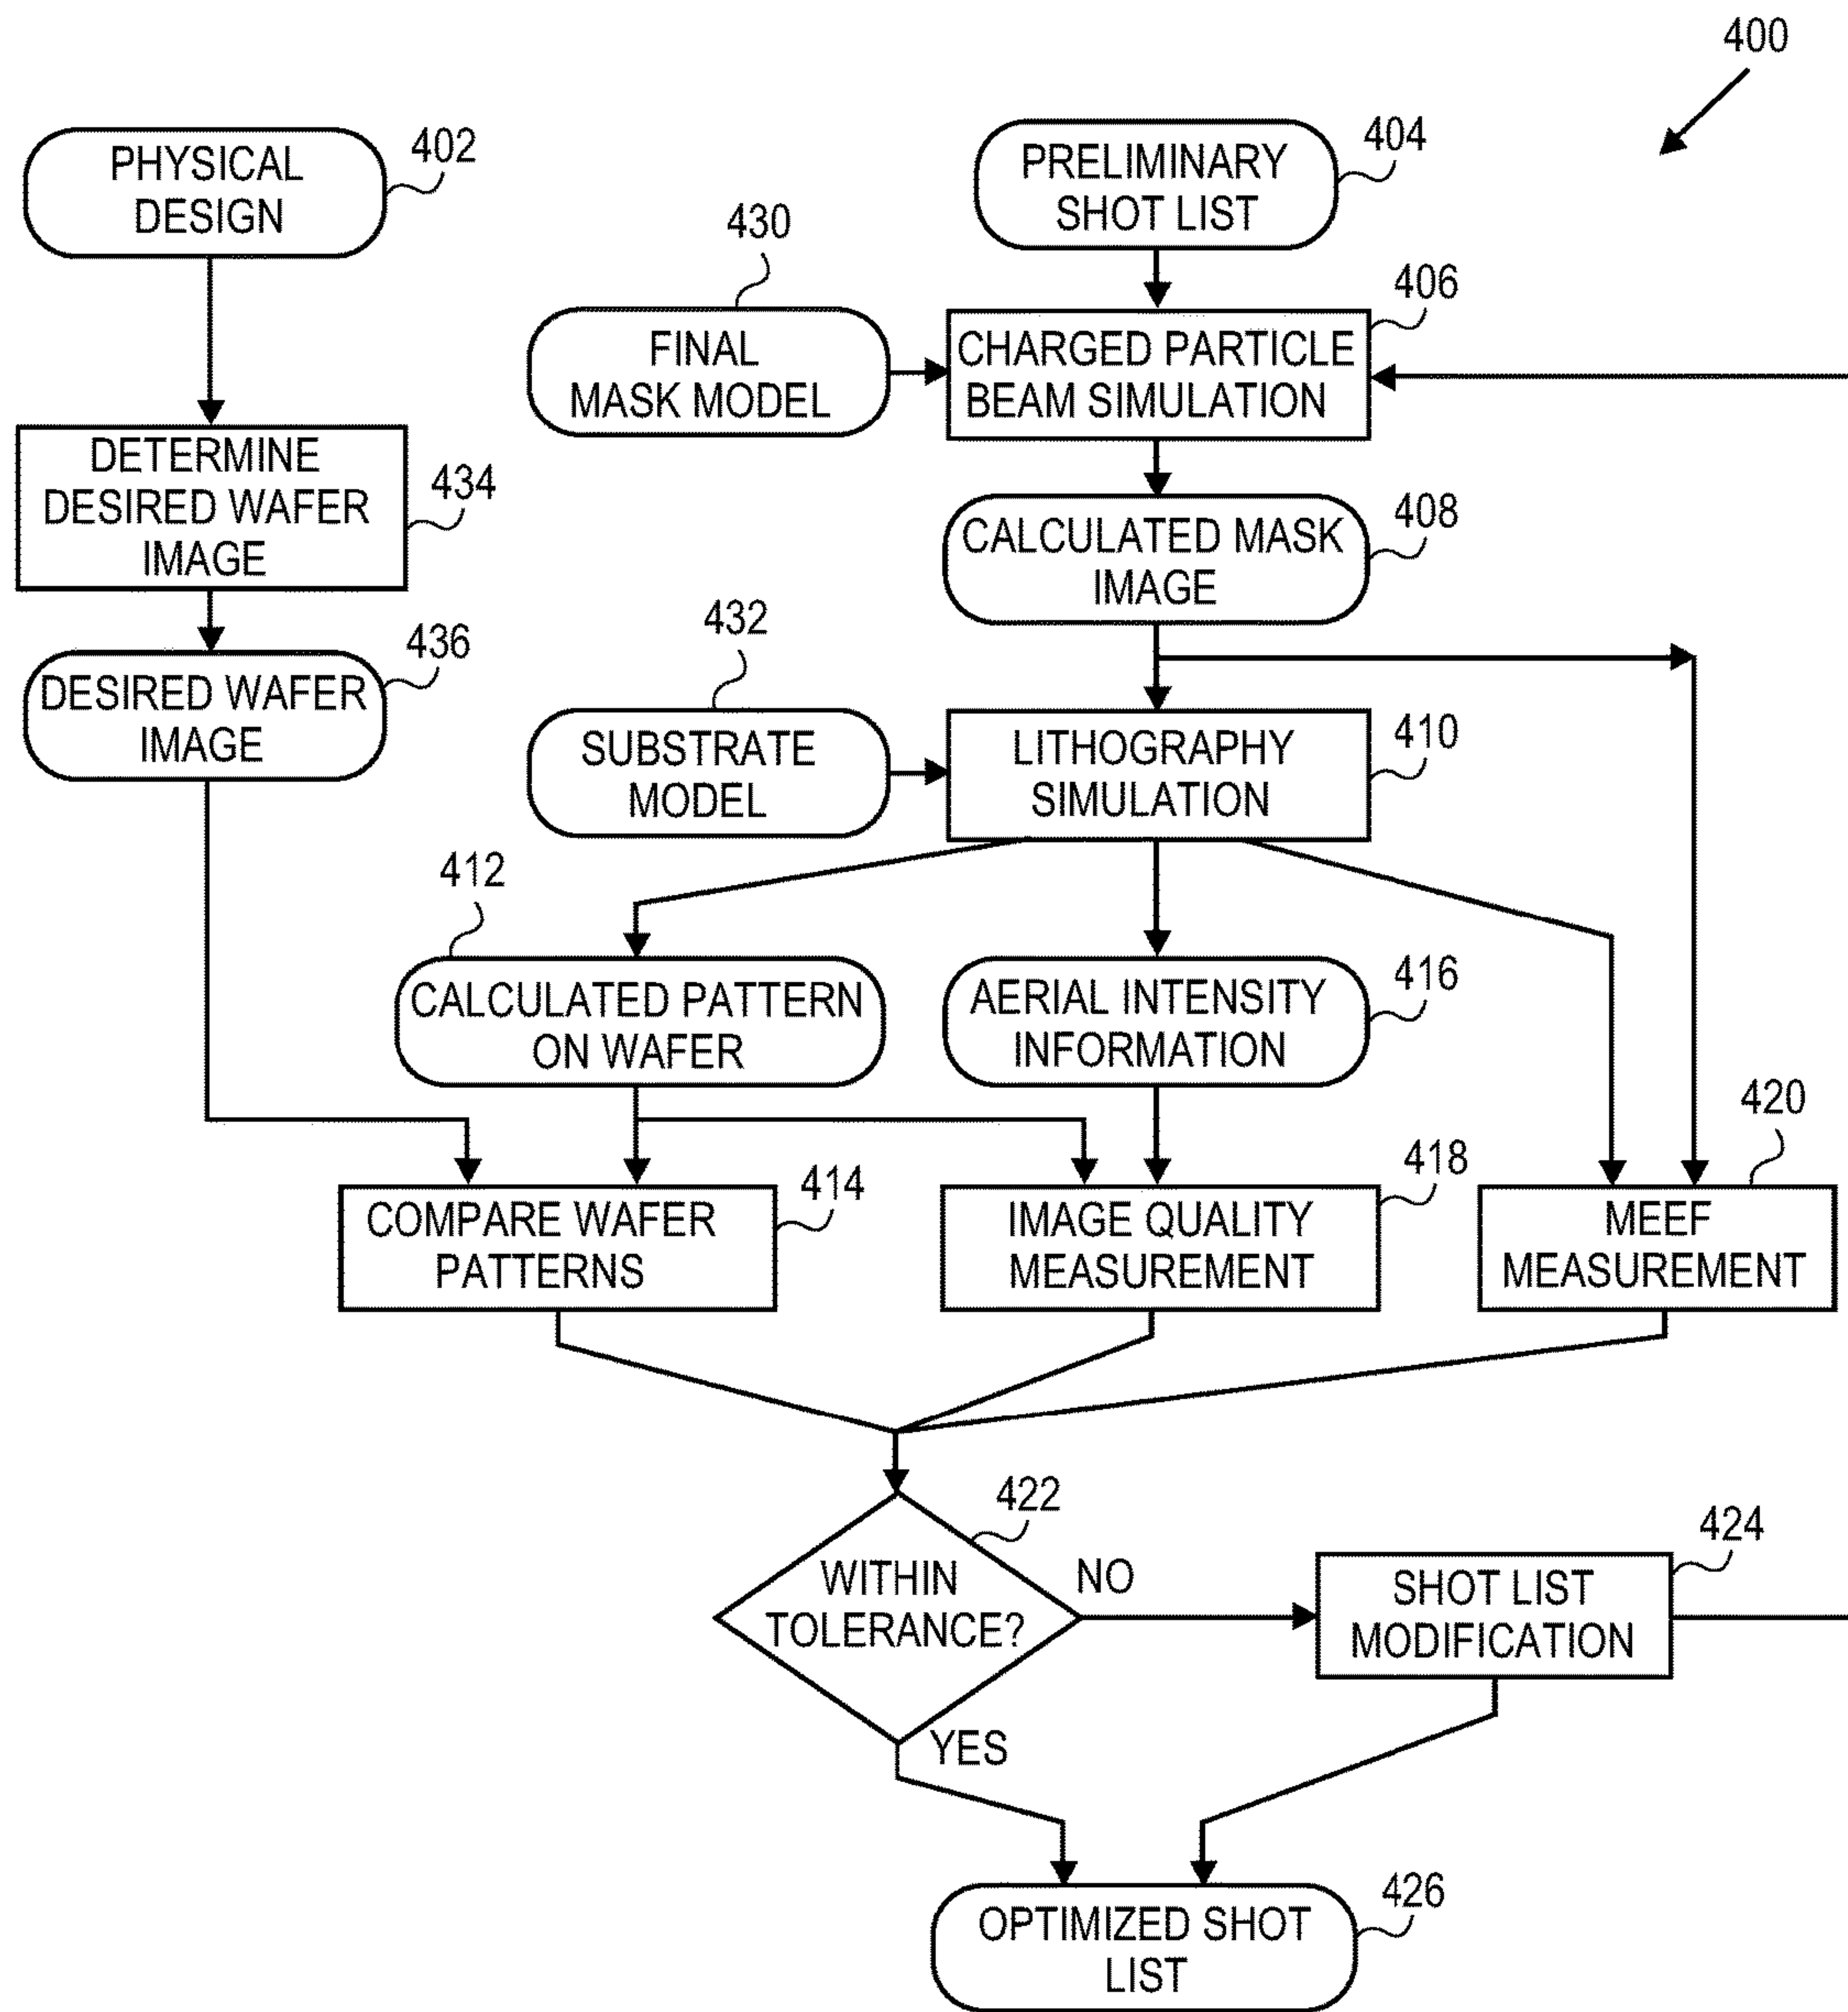 400
PHYSICAL
DESIGN
402
PRELIMINARY
SHOT LIST
404
430
FINAL
MASK MODEL
CHARGED PARTICLE
BEAM SIMULATION
406
DETERMINE
DESIRED WAFER
IMAGE
434
CALCULATED MASK
IMAGE
408
DESIRED WAFER
IMAGE
436
432
SUBSTRATE
MODEL
LITHOGRAPHY
SIMULATION
410
412
CALCULATED PATTERN
ON WAFER
AERIAL INTENSITY
INFORMATION
416
COMPARE WAFER
PATTERNS
414
IMAGE QUALITY
MEASUREMENT
418
MEEF
MEASUREMENT
420
WITHIN
TOLERANCE?
422
NO
SHOT LIST
MODIFICATION
424
YES
OPTIMIZED SHOT
LIST
426